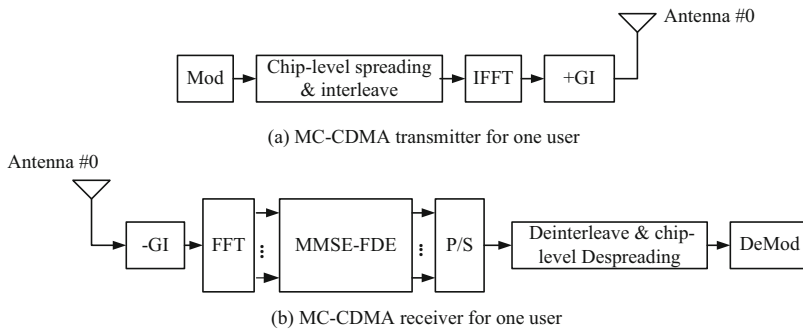 Antenna #0
Mod
Chip-level spreading
& interleave
IFFT
+GI
(a) MC-CDMA transmitter for one user
Antenna #0
-GI
FFT
MMSE-FDE
P/S
Deinterleave & chip-
level Despreading
DeMod
(b) MC-CDMA receiver for one user